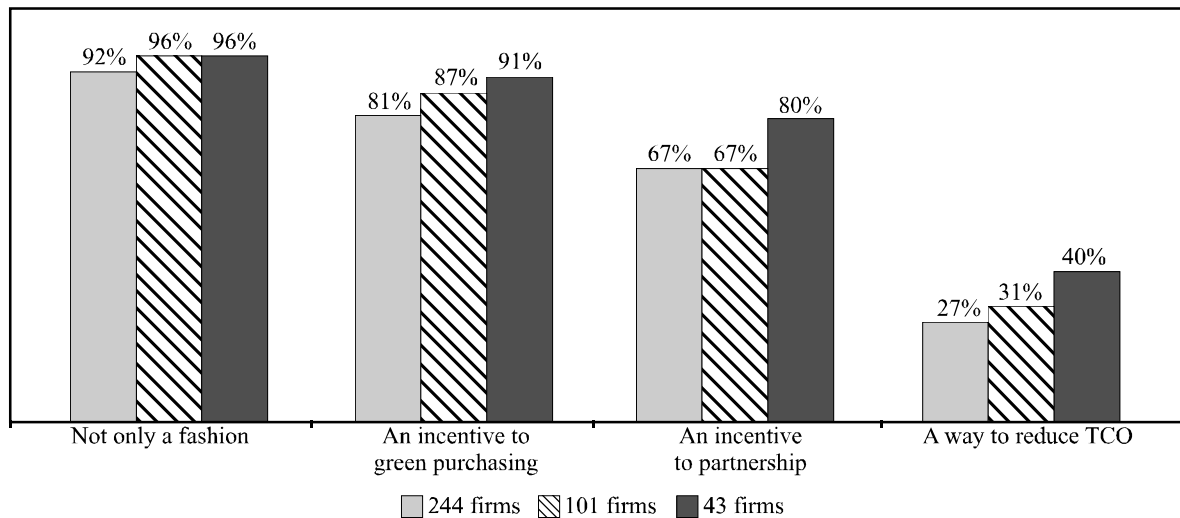 92%
96%
96%
81%
87%
91%
67%
67%
80%
27%
31%
40%
Not only a fashion
An incentive to
green purchasing
An incentive
to partnership
A way to reduce TCO
244 firms
101 firms
43 firms